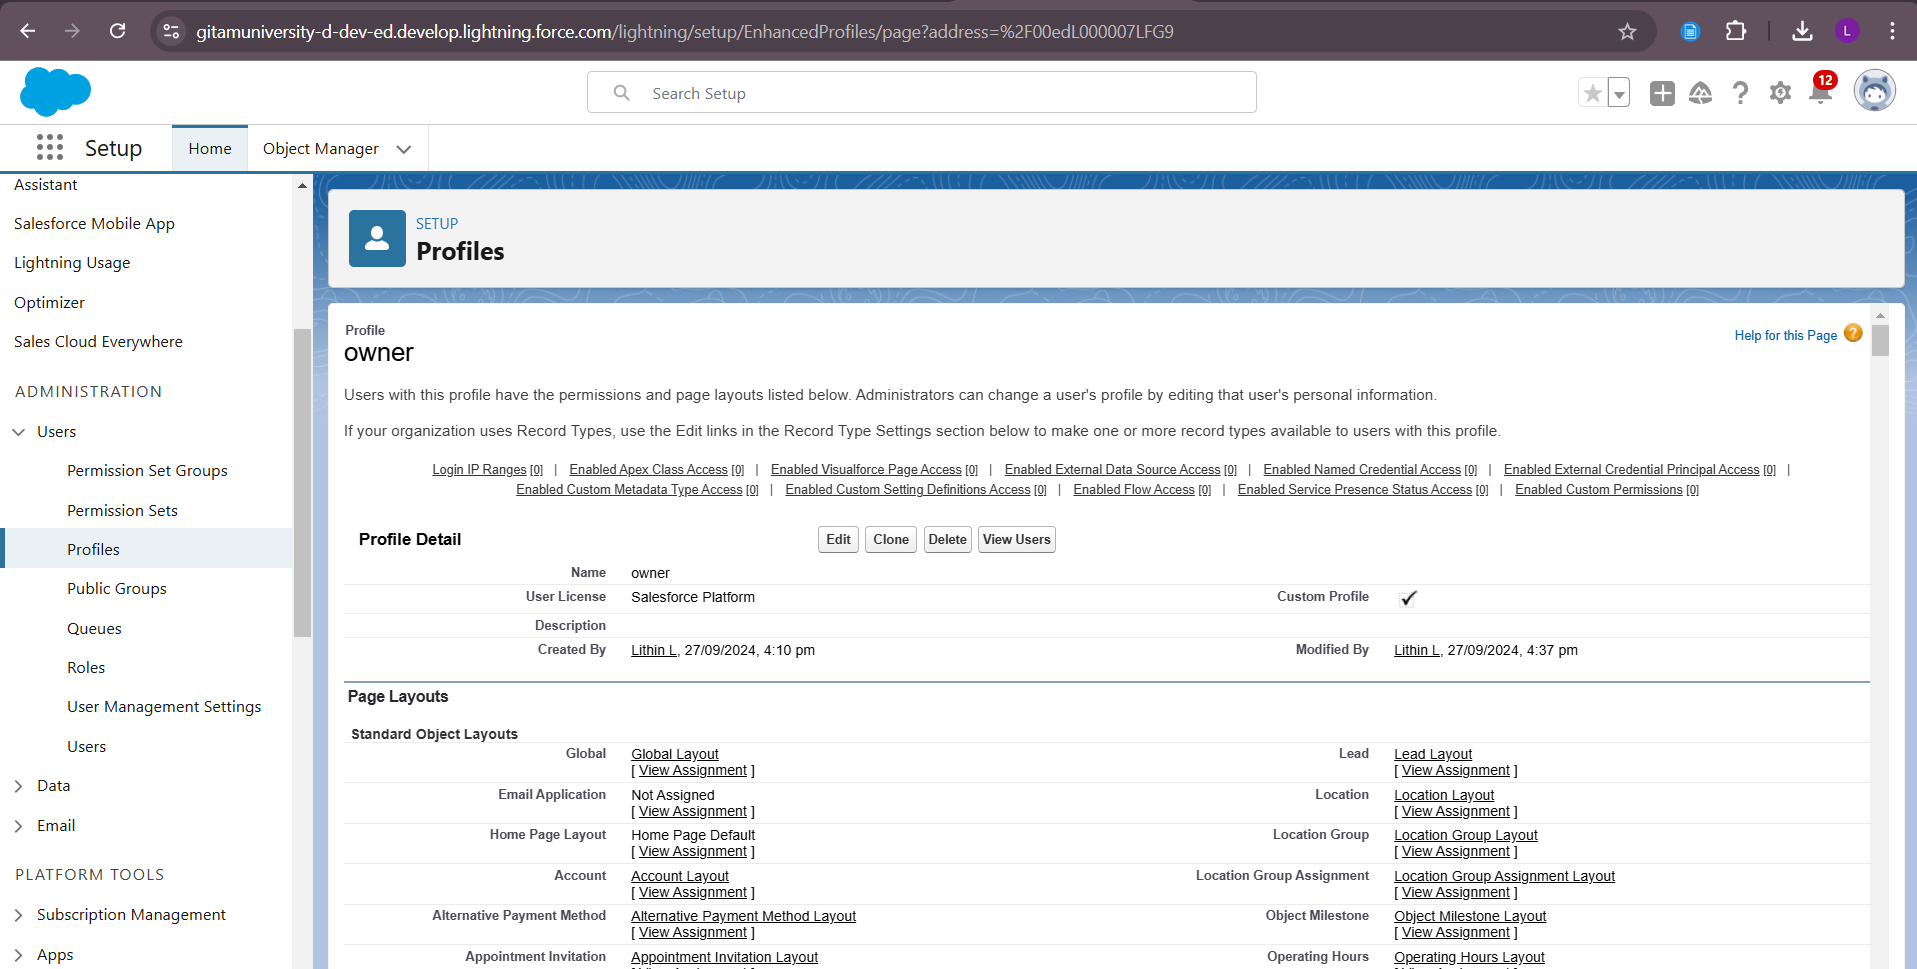 gitamuniversity-d-dev-ed.develop.lightning.force.com/lightning/setup/EnhancedProfiles/page?address=%2F00edL000007LFG9
L
Search Setup
12
Setup
Home
Object Manager
Assistant
Salesforce Mobile App
Lightning Usage
Optimizer
Sales Cloud Everywhere
ADMINISTRATION
Users
Permission Set Groups
Permission Sets
Profiles
Public Groups
Queues
Roles
User Management Settings
Users
Data
Email
PLATFORM TOOLS
Subscription Management
Apps
SETUP
Profiles
Profile
owner
Help for this Page ?
Users with this profile have the permissions and page layouts listed below. Administrators can change a user's profile by editing that user's personal information.
If your organization uses Record Types, use the Edit links in the Record Type Settings section below to make one or more record types available to users with this profile.
Login IP Ranges [0] | Enabled Apex Class Access [0] | Enabled Visualforce Page Access [0] | Enabled External Data Source Access [0] | Enabled Named Credential Access [0] | Enabled External Credential Principal Access [0] |
Enabled Custom Metadata Type Access [0] | Enabled Custom Setting Definitions Access [0] | Enabled Flow Access [0] | Enabled Service Presence Status Access [0] | Enabled Custom Permissions [0]
Profile Detail Edit Clone Delete View Users
Name owner
User License Salesforce Platform Custom Profile ✓
Description
Created By Lithin L, 27/09/2024, 4:10 pm Modified By Lithin L, 27/09/2024, 4:37 pm
Page Layouts
Standard Object Layouts
Global Global Layout Lead Lead Layout
[ View Assignment ] [ View Assignment ]
Email Application Not Assigned Location Location Layout
[ View Assignment ] [ View Assignment ]
Home Page Layout Home Page Default Location Group Location Group Layout
[ View Assignment ] [ View Assignment ]
Account Account Layout Location Group Assignment Location Group Assignment Layout
[ View Assignment ] [ View Assignment ]
Alternative Payment Method Alternative Payment Method Layout Object Milestone Object Milestone Layout
[ View Assignment ] [ View Assignment ]
Appointment Invitation Appointment Invitation Layout Operating Hours Operating Hours Layout